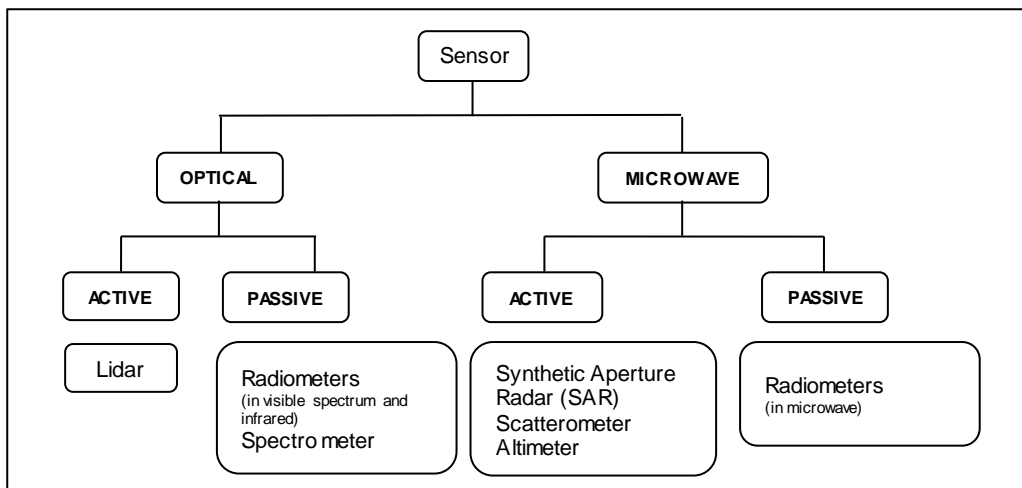 Sensor
OPTICAL
MICROWAVE
ACTIVE
PASSIVE
ACTIVE
PASSIVE
Lidar
Radiometers
(in visible spectrum and
infrared)
Spectro meter
Synthetic Aperture
Radar (SAR)
Scatterometer
Altimeter
Radiometers
(in microwave)